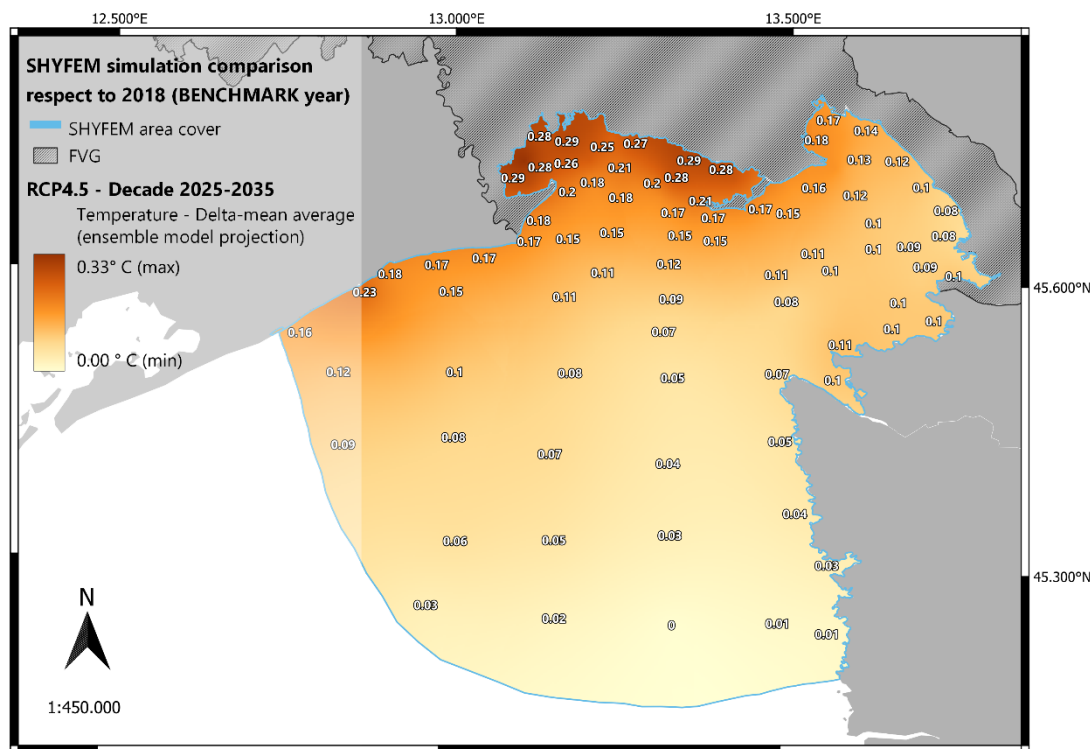 12.500°E 13.000°E 13.500°E
SHYFEM simulation comparison
respect to 2018 (BENCHMARK year)
SHYFEM area cover
FVG
RCP4.5 - Decade 2025-2035
Temperature - Delta-mean average
(ensemble model projection)
0.33° C (max)
0.00 ° C (min)
0.17
0.28 0.29 0.25 0.27 0.18 0.14
0.29 0.28 0.26 0.21 0.29 0.28 0.13 0.12
0.2 0.18 0.2 0.28 0.16 0.12 0.1
0.18 0.18 0.17 0.21 0.17 0.17 0.15 0.08
0.17 0.15 0.15 0.15 0.15 0.1 0.08
0.18 0.17 0.17 0.11 0.12 0.11 0.11 0.1 0.1 0.09
0.09 0.1
45.600°N
0.23 0.15 0.11 0.09 0.08 0.1
0.16 0.07 0.11 0.1 0.1
0.12 0.1 0.08 0.05 0.07 0.1
0.09 0.08 0.07 0.04 0.05
0.04
0.06 0.05 0.03 0.03
45.300°N
0.03 0.02 0 0.01 0.01
N
1:450.000